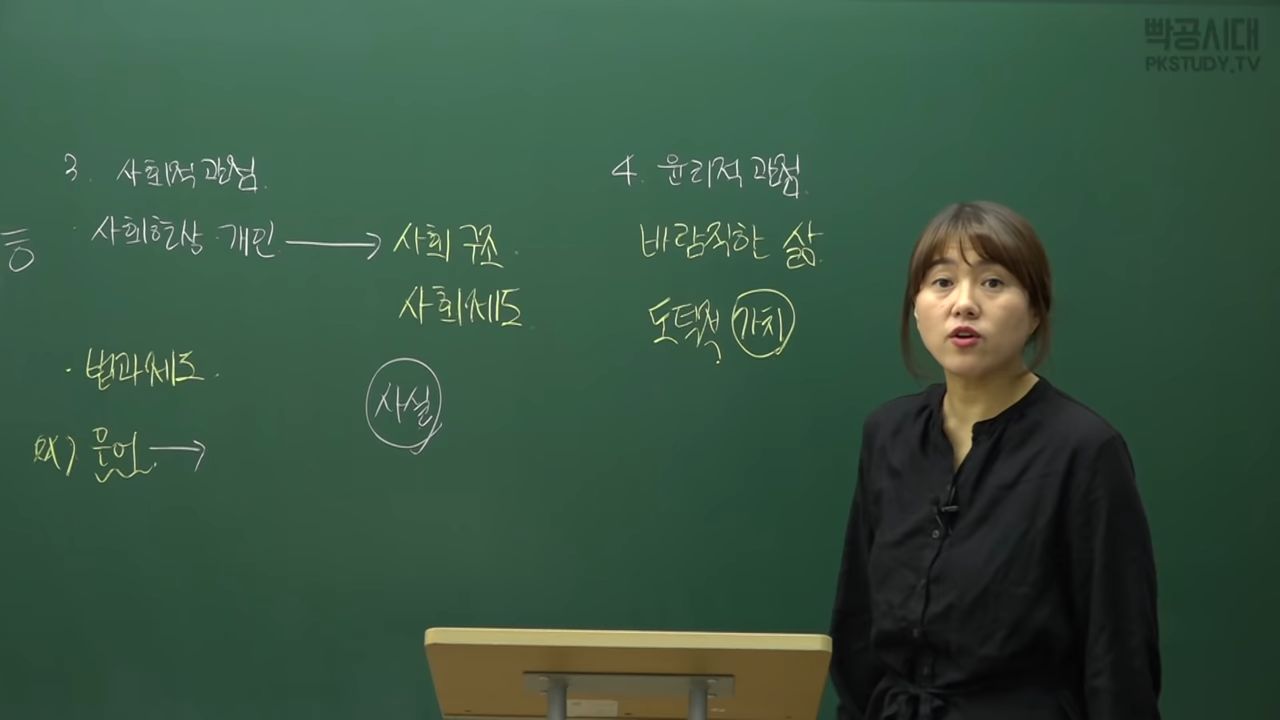 빡공시대
PKSTUDY.TV
3. 사회적 관점.
사회현상 개인 → 사회 구조.
사회제도.
· 법과 제도.
사실
ex) →
4. 윤리적 관점.
바람직한 삶.
도덕적 가치